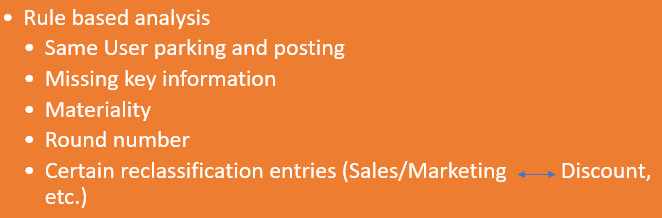 • Rule based analysis
• Same User parking and posting
• Missing key information
• Materiality
• Round number
• Certain reclassification entries (Sales/Marketing ⟷ Discount,
etc.)